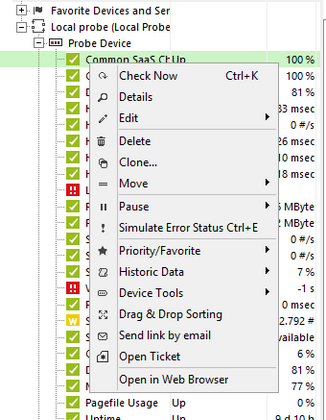 Favorite Devices and Ser
Local probe (Local Probe
Probe Device
Common SaaS Ch Up 100 %
100 %
81 %
33 msec
0 #/s
26 msec
10 msec
18 msec
MByte
MByte
0 #/s
0 #/s
7 %
-1 s
0 msec
2.792 #
vailable
6 %
81 %
77 %
Pagefile Usage Up 0 %
Uptime Up 9 d 10 h
Check Now Ctrl+K
Details
Edit
Delete
Clone...
Move
Pause
Simulate Error Status Ctrl+E
Priority/Favorite
Historic Data
Device Tools
Drag & Drop Sorting
Send link by email
Open Ticket
Open in Web Browser